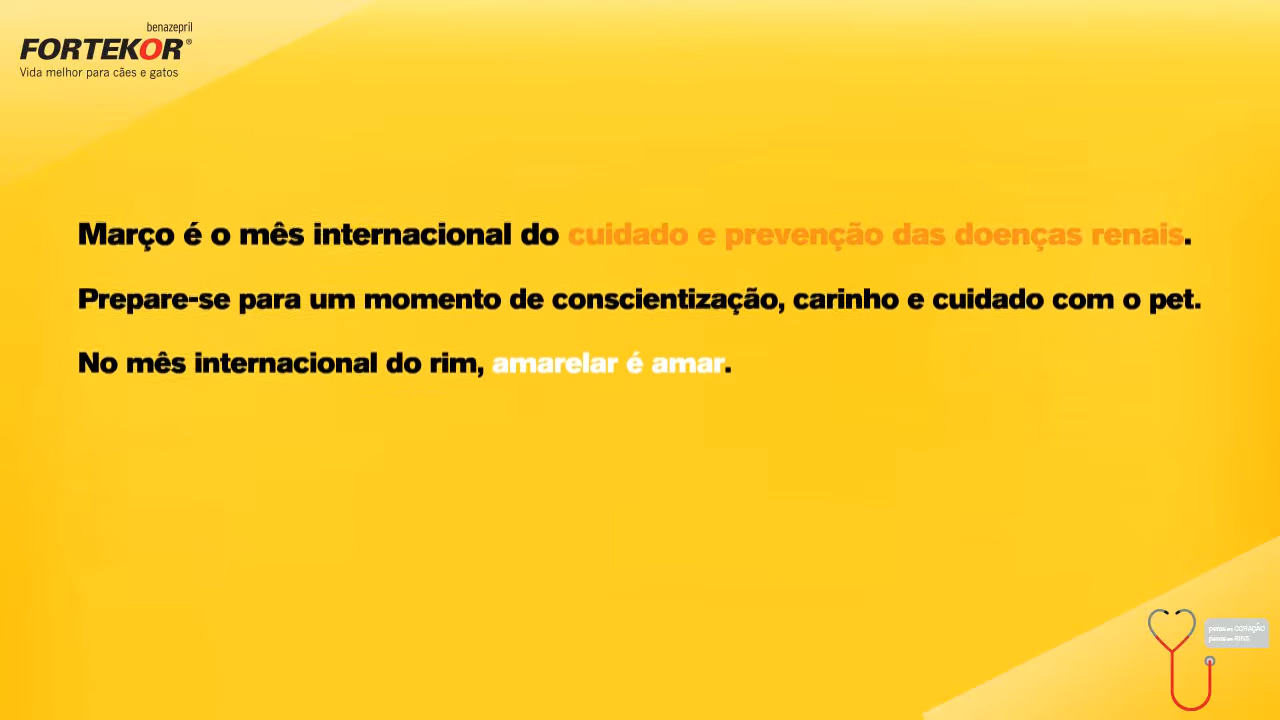 benazepril
FORTEKOR®
Vida melhor para cães e gatos
Março é o mês internacional do cuidado e prevenção das doenças renais.
Prepare-se para um momento de conscientização, carinho e cuidado com o pet.
No mês internacional do rim, amarelar é amar.
CORAÇÃO
RINS